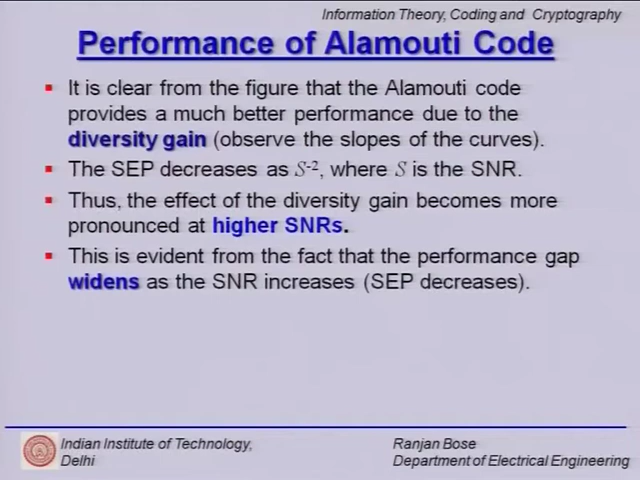 Information Theory, Coding and Cryptography
Performance of Alamouti Code
It is clear from the figure that the Alamouti code
provides a much better performance due to the
diversity gain (observe the slopes of the curves).
The SEP decreases as S⁻², where S is the SNR.
Thus, the effect of the diversity gain becomes more
pronounced at higher SNRs.
This is evident from the fact that the performance gap
widens as the SNR increases (SEP decreases).
Indian Institute of Technology,
Delhi
Ranjan Bose
Department of Electrical Engineering